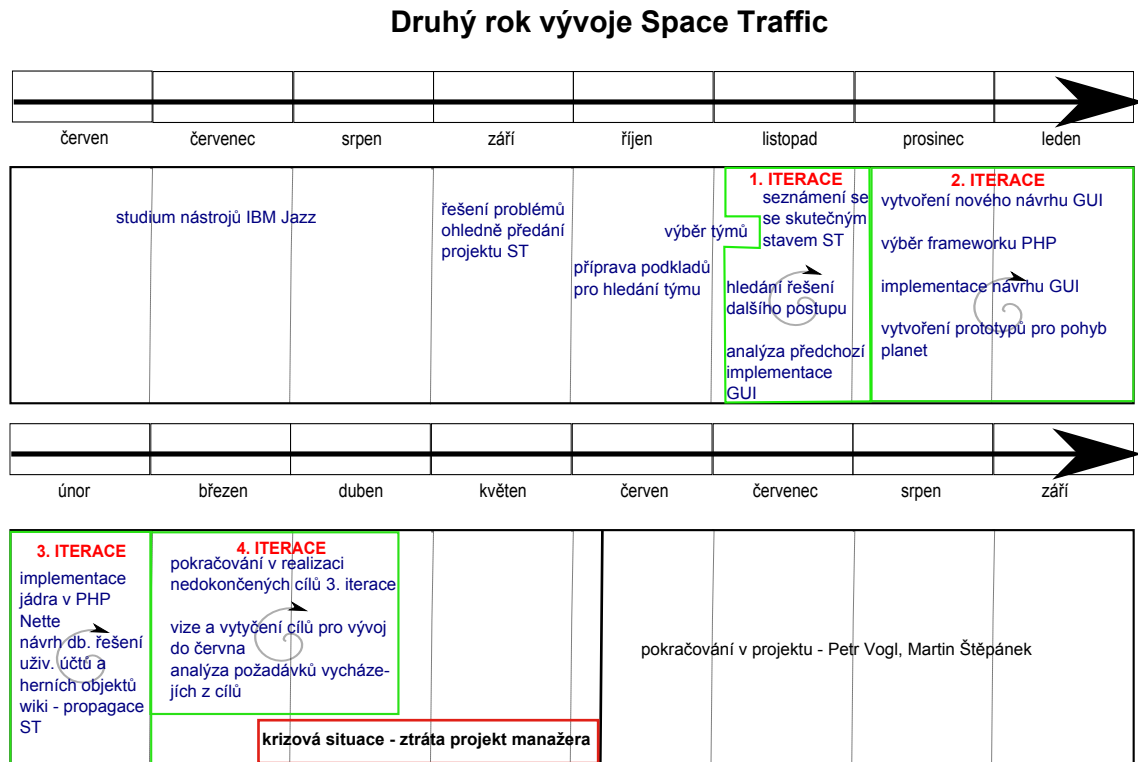 Druhý rok vývoje Space Traffic
červen
červenec
srpen
září
říjen
listopad
prosinec
leden
studium nástrojů IBM Jazz
řešení problémů
ohledně předání
projektu ST
příprava podkladů
pro hledání týmu
výběr týmů
1. ITERACE
seznámení se
se skutečným
stavem ST
hledání řešení
dalšího postupu
analýza předchozí
implementace
GUI
2. ITERACE
vytvoření nového návrhu GUI
výběr frameworku PHP
implementace návrhu GUI
vytvoření prototypů pro pohyb
planet
únor
březen
duben
květen
červen
červenec
srpen
září
3. ITERACE
implementace
jádra v PHP
Nette
návrh db. řešení
uživ. účtů a
herních objektů
wiki - propagace
ST
4. ITERACE
pokračování v realizaci
nedokončených cílů 3. iterace
vize a vytyčení cílů pro vývoj
do června
analýza požadávků vycháze-
jích z cílů
krizová situace - ztráta projekt manažera
pokračování v projektu - Petr Vogl, Martin Štěpánek